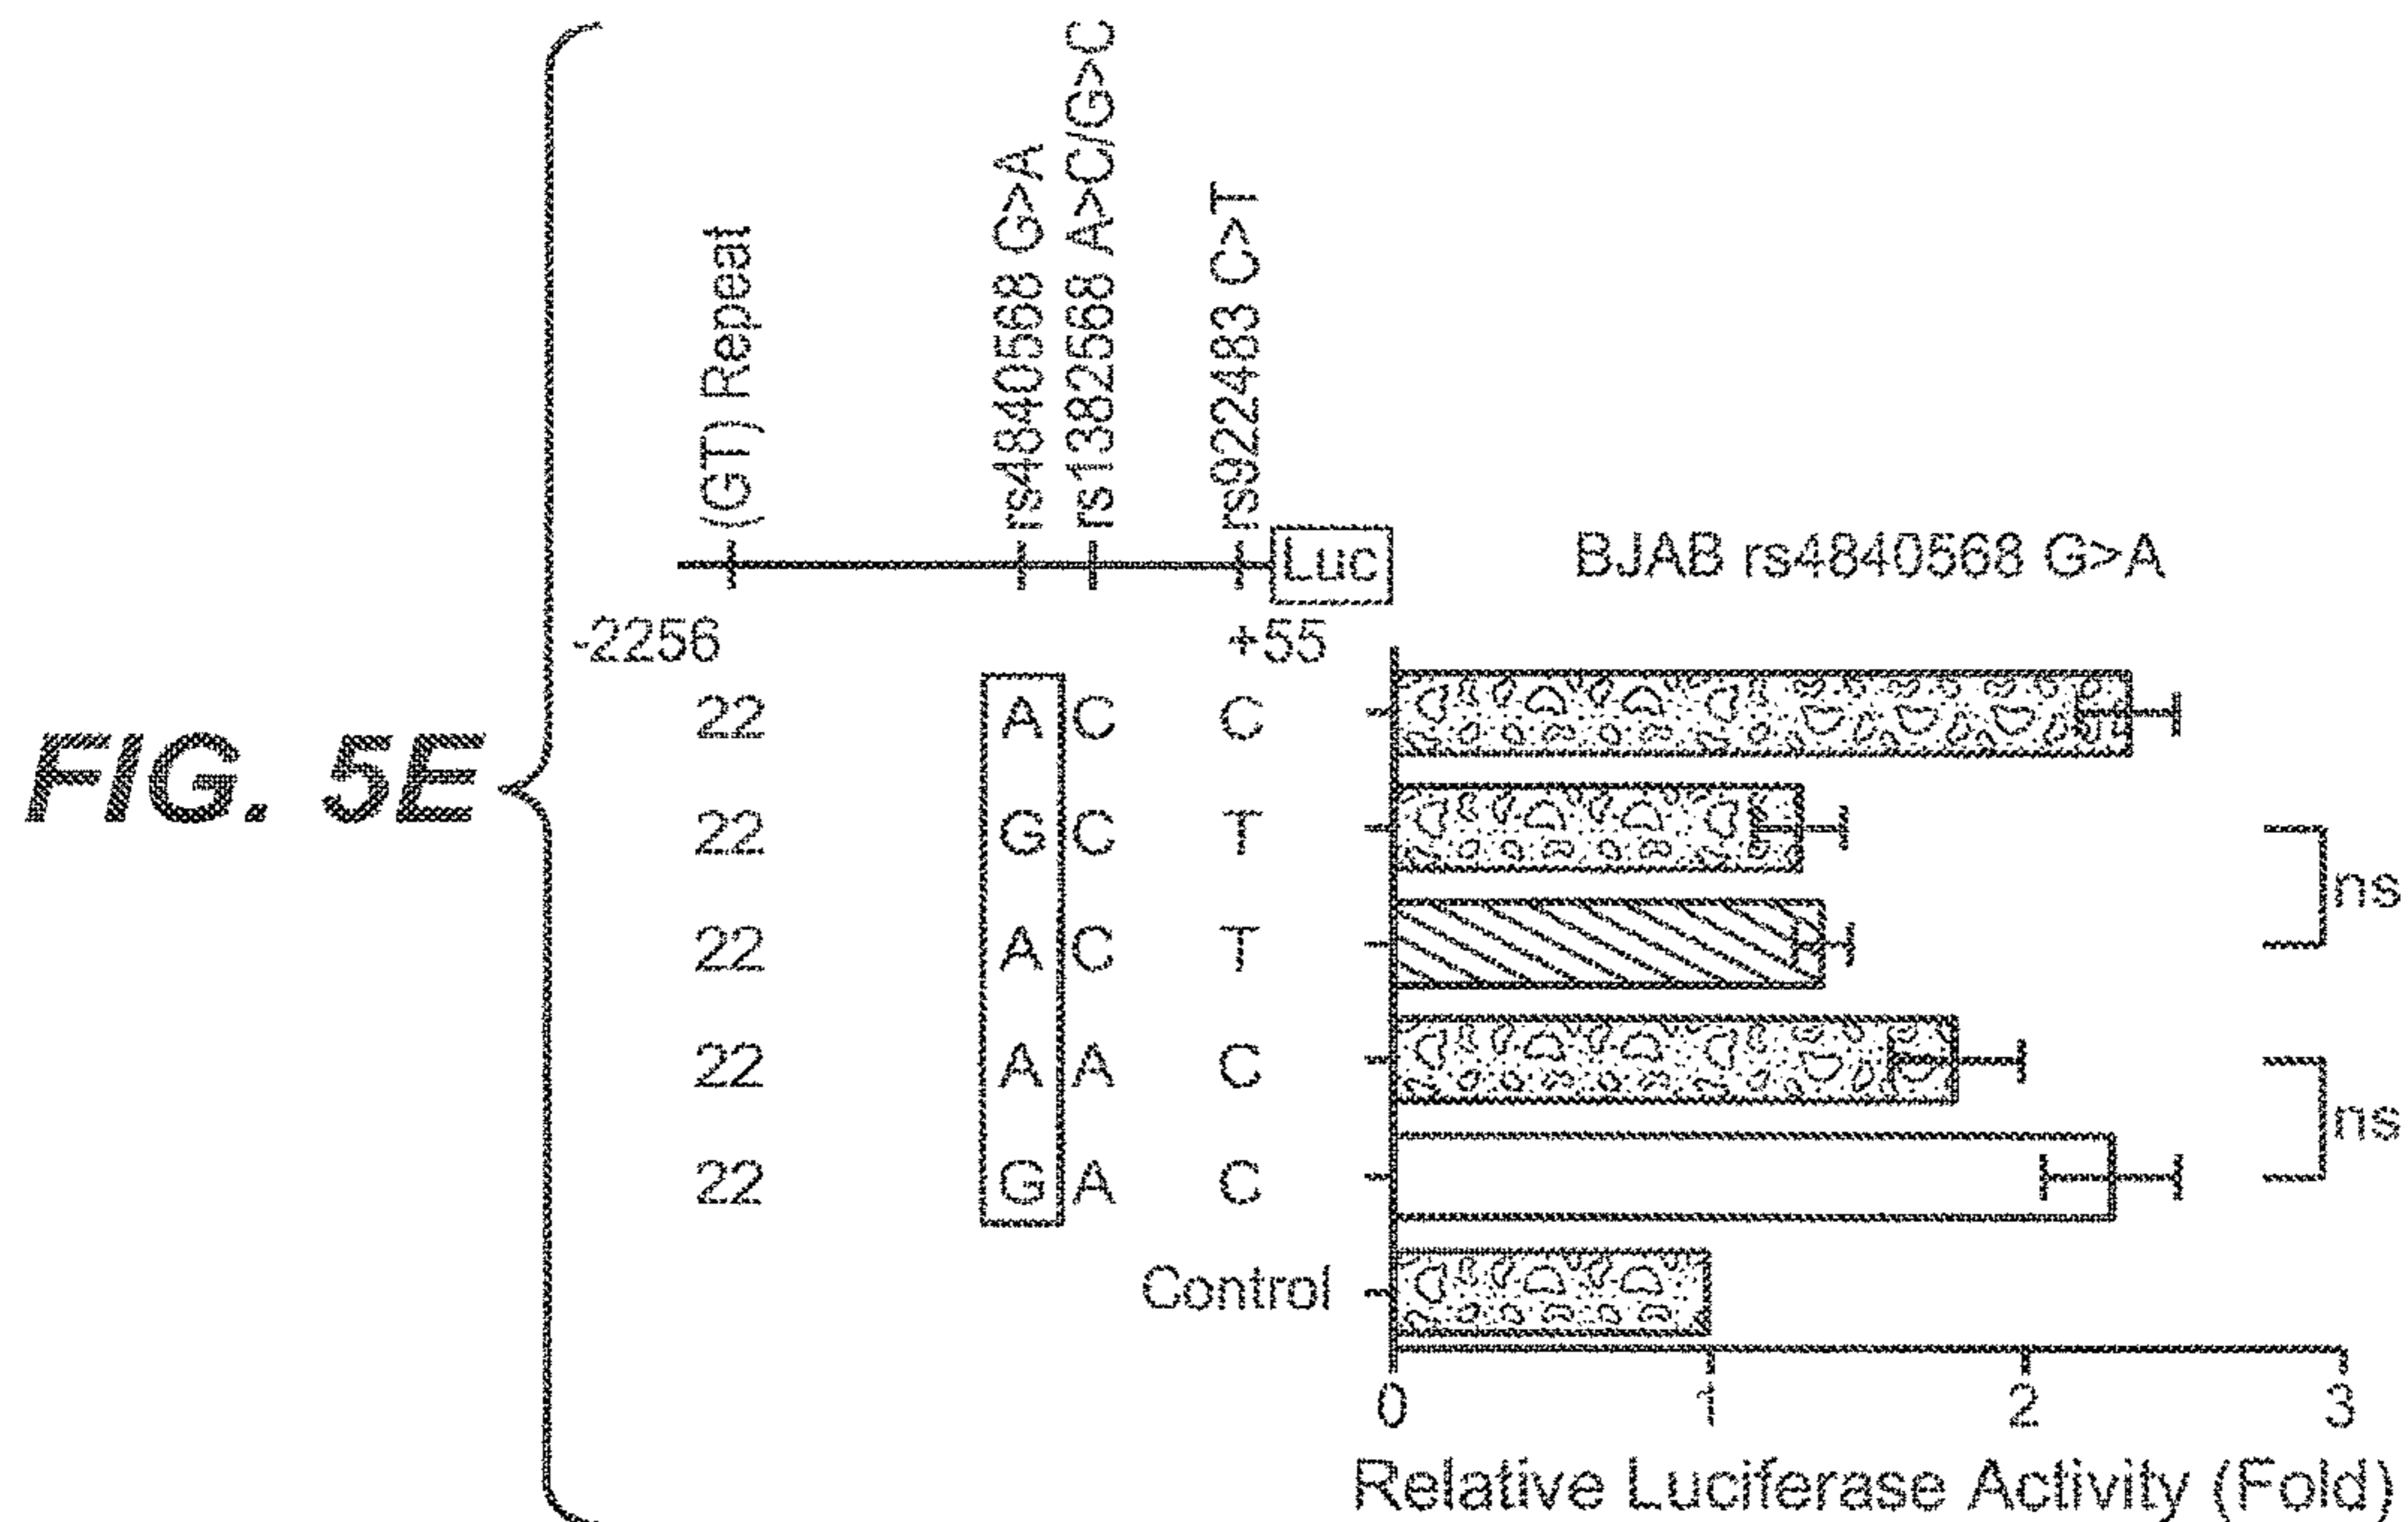 FIG. 5E
(GT) Repeat
rs4840568 G>A
rs1382568 A>C/G>C
rs922483 C>T
Luc
BJAB rs4840568 G>A
-2256
+55
22 A C C
22 G C T
22 A C T
22 A A C
22 G A C
Control
ns
ns
0 1 2 3
Relative Luciferase Activity (Fold)